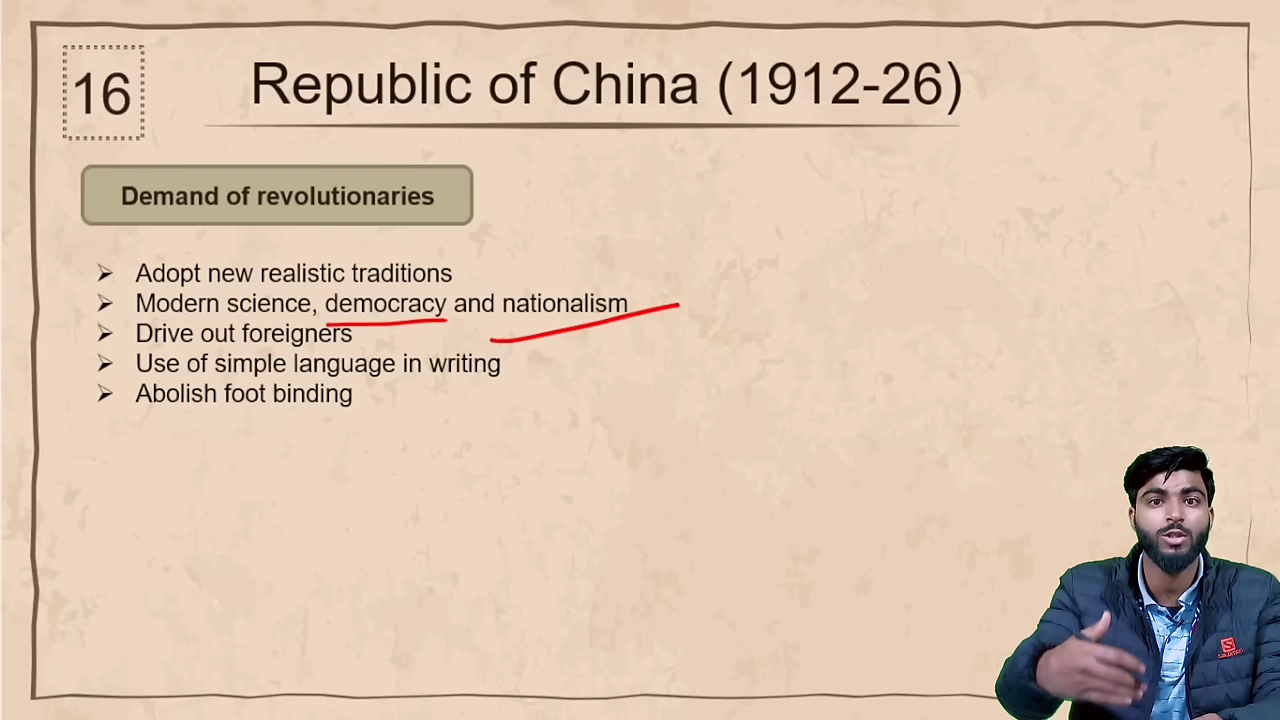 16
Republic of China (1912-26)
Demand of revolutionaries
➢ Adopt new realistic traditions
➢ Modern science, democracy and nationalism
➢ Drive out foreigners
➢ Use of simple language in writing
➢ Abolish foot binding
SALOMON